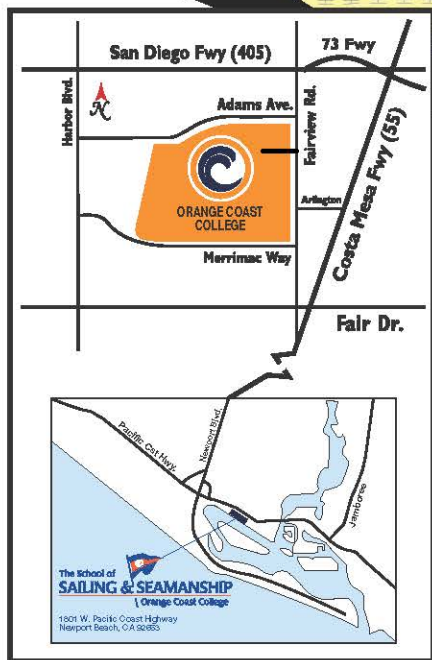 San Diego Fwy (405)
73 Fwy
Harbor Blvd.
N
Adams Ave.
Fairview Rd.
Costa Mesa Fwy (55)
ORANGE COAST
COLLEGE
Arlington
Merrimac Way
Fair Dr.
Pacific Cst Hwy.
Newport Blvd.
Jamboree
The School of
SAILING & SEAMANSHIP
\ Orange Coast College
1801 W. Pacific Coast Highway
Newport Beach, CA 92663